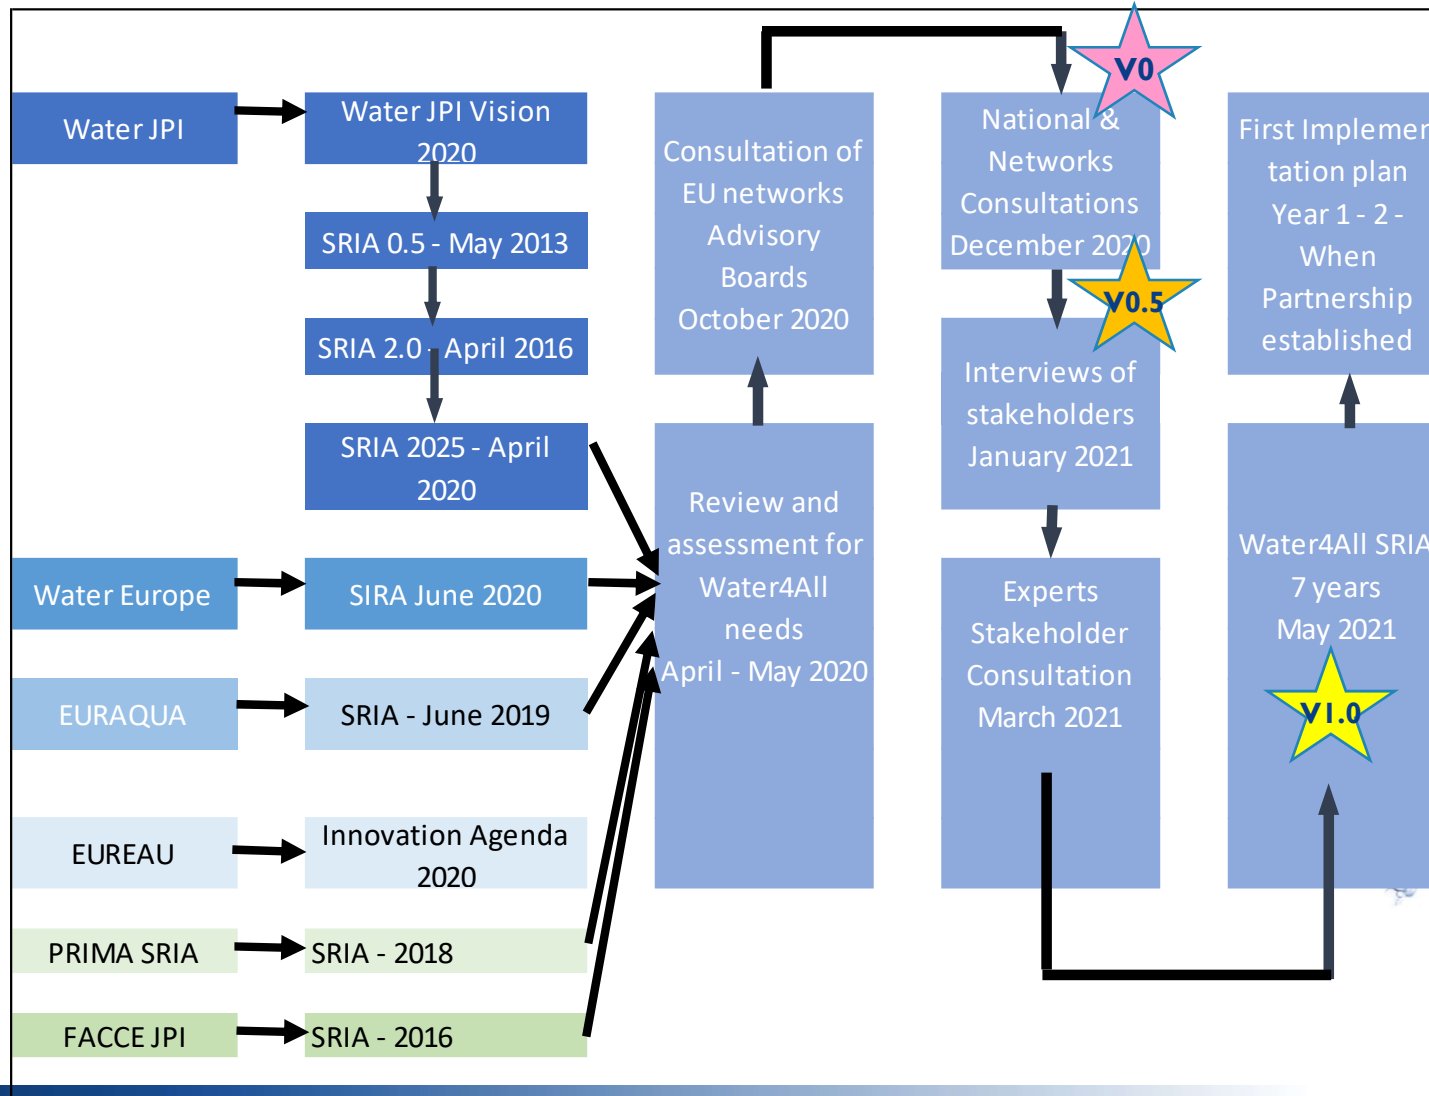 Water JPI
Water JPI Vision
2020
SRIA 0.5 - May 2013
SRIA 2.0 - April 2016
SRIA 2025 - April
2020
Water Europe
SIRA June 2020
EURAQUA
SRIA - June 2019
EUREAU
Innovation Agenda
2020
PRIMA SRIA
SRIA - 2018
FACCE JPI
SRIA - 2016
Consultation of
EU networks
Advisory
Boards
October 2020
Review and
assessment for
Water4All
needs
April - May 2020
V0
National &
Networks
Consultations
December 2020
V0.5
Interviews of
stakeholders
January 2021
Experts
Stakeholder
Consultation
March 2021
First Implemen
tation plan
Year 1 - 2 -
When
Partnership
established
Water4All SRIA
7 years
May 2021
V1.0